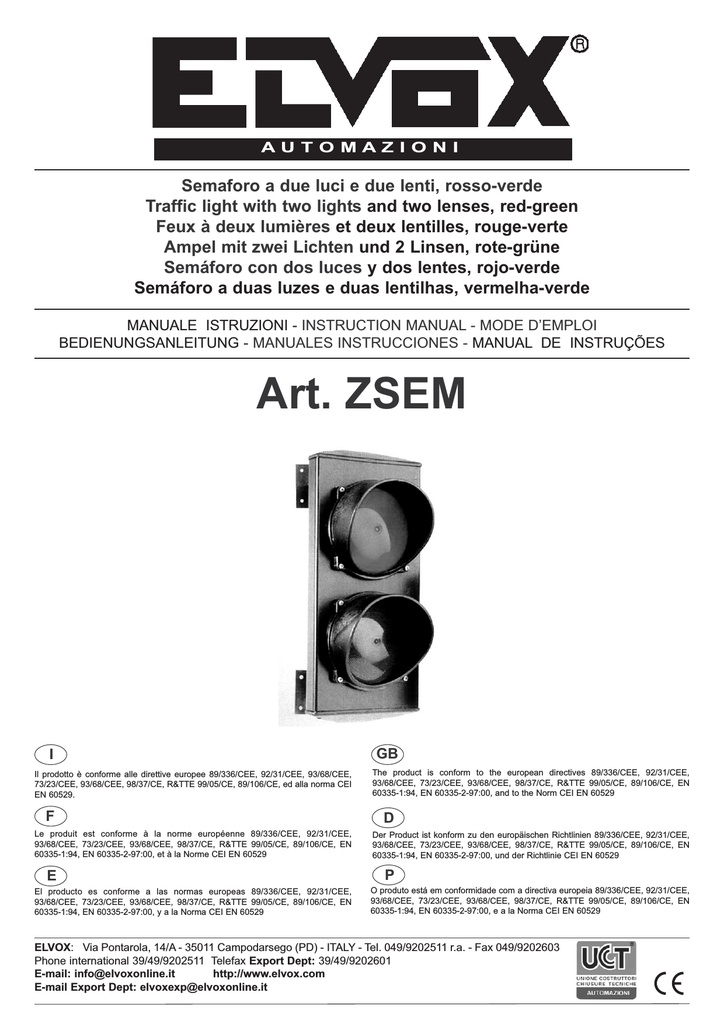 ELVOX®
AUTOMAZIONI
Semaforo a due luci e due lenti, rosso-verde
Traffic light with two lights and two lenses, red-green
Feux à deux lumières et deux lentilles, rouge-verte
Ampel mit zwei Lichten und 2 Linsen, rote-grüne
Semáforo con dos luces y dos lentes, rojo-verde
Semáforo a duas luzes e duas lentilhas, vermelha-verde
MANUALE ISTRUZIONI - INSTRUCTION MANUAL - MODE D'EMPLOI
BEDIENUNGSANLEITUNG - MANUALES INSTRUCCIONES - MANUAL DE INSTRUÇÕES
Art. ZSEM
I
Il prodotto è conforme alle direttive europee 89/336/CEE, 92/31/CEE, 93/68/CEE,
73/23/CEE, 93/68/CEE, 98/37/CE, R&TTE 99/05/CE, 89/106/CE, ed alla norma CEI
EN 60529.
GB
The product is conform to the european directives 89/336/CEE, 92/31/CEE,
93/68/CEE, 73/23/CEE, 93/68/CEE, 98/37/CE, R&TTE 99/05/CE, 89/106/CE, EN
60335-1:94, EN 60335-2-97:00, and to the Norm CEI EN 60529
F
Le produit est conforme à la norme européenne 89/336/CEE, 92/31/CEE,
93/68/CEE, 73/23/CEE, 93/68/CEE, 98/37/CE, R&TTE 99/05/CE, 89/106/CE, EN
60335-1:94, EN 60335-2-97:00, et à la Norme CEI EN 60529
D
Der Product ist konform zu den europäischen Richtlinien 89/336/CEE, 92/31/CEE,
93/68/CEE, 73/23/CEE, 93/68/CEE, 98/37/CE, R&TTE 99/05/CE, 89/106/CE, EN
60335-1:94, EN 60335-2-97:00, und der Richtlinie CEI EN 60529
E
El producto es conforme a las normas europeas 89/336/CEE, 92/31/CEE,
93/68/CEE, 73/23/CEE, 93/68/CEE, 98/37/CE, R&TTE 99/05/CE, 89/106/CE, EN
60335-1:94, EN 60335-2-97:00, y a la Norma CEI EN 60529
P
O produto está em conformidade com a directiva europeia 89/336/CEE, 92/31/CEE,
93/68/CEE, 73/23/CEE, 93/68/CEE, 98/37/CE, R&TTE 99/05/CE, 89/106/CE, EN
60335-1:94, EN 60335-2-97:00, e a la Norma CEI EN 60529
ELVOX: Via Pontarola, 14/A - 35011 Campodarsego (PD) - ITALY - Tel. 049/9202511 r.a. - Fax 049/9202603
Phone international 39/49/9202511 Telefax Export Dept: 39/49/9202601
E-mail: info@elvoxonline.it http://www.elvox.com
E-mail Export Dept: elvoxexp@elvoxonline.it
UCT
UNIONE COSTRUTTORI
CHIUSURE TECNICHE
AUTOMAZIONI
CE